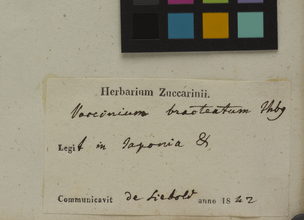 Herbarium Zuccarinii.
Vaccinium bracteatum Thbg
Legit in Japonia &
Communicavit de Siebold anno 1842